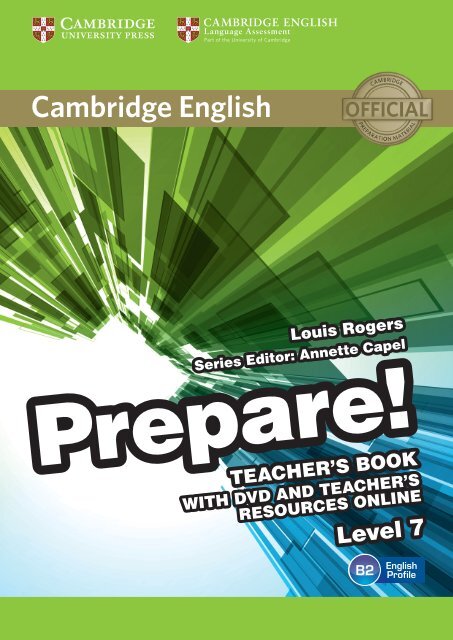 CAMBRIDGE
UNIVERSITY PRESS
CAMBRIDGE ENGLISH
Language Assessment
Part of the University of Cambridge
Cambridge English
CAMBRIDGE
OFFICIAL
PREPARATION MATERIAL
Louis Rogers
Series Editor: Annette Capel
Prepare!
TEACHER'S BOOK
WITH DVD AND TEACHER'S
RESOURCES ONLINE
Level 7
B2
English
Profile